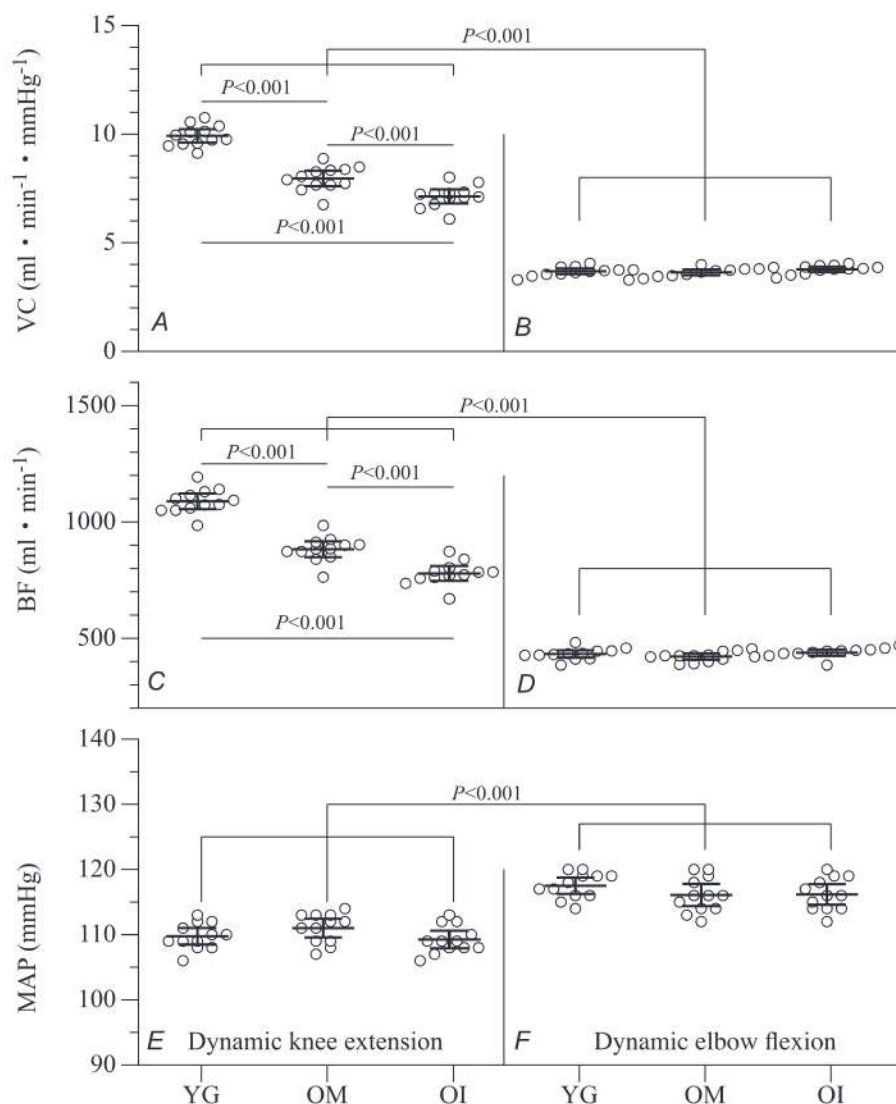 15
P<0.001
P<0.001
10
P<0.001
VC (ml • min⁻¹ • mmHg⁻¹)
5
P<0.001
A
B
0
1500
P<0.001
P<0.001
P<0.001
BF (ml • min⁻¹)
1000
P<0.001
500
C
D
140
130
P<0.001
120
MAP (mmHg)
110
100
E Dynamic knee extension
F Dynamic elbow flexion
90
YG OM OI YG OM OI